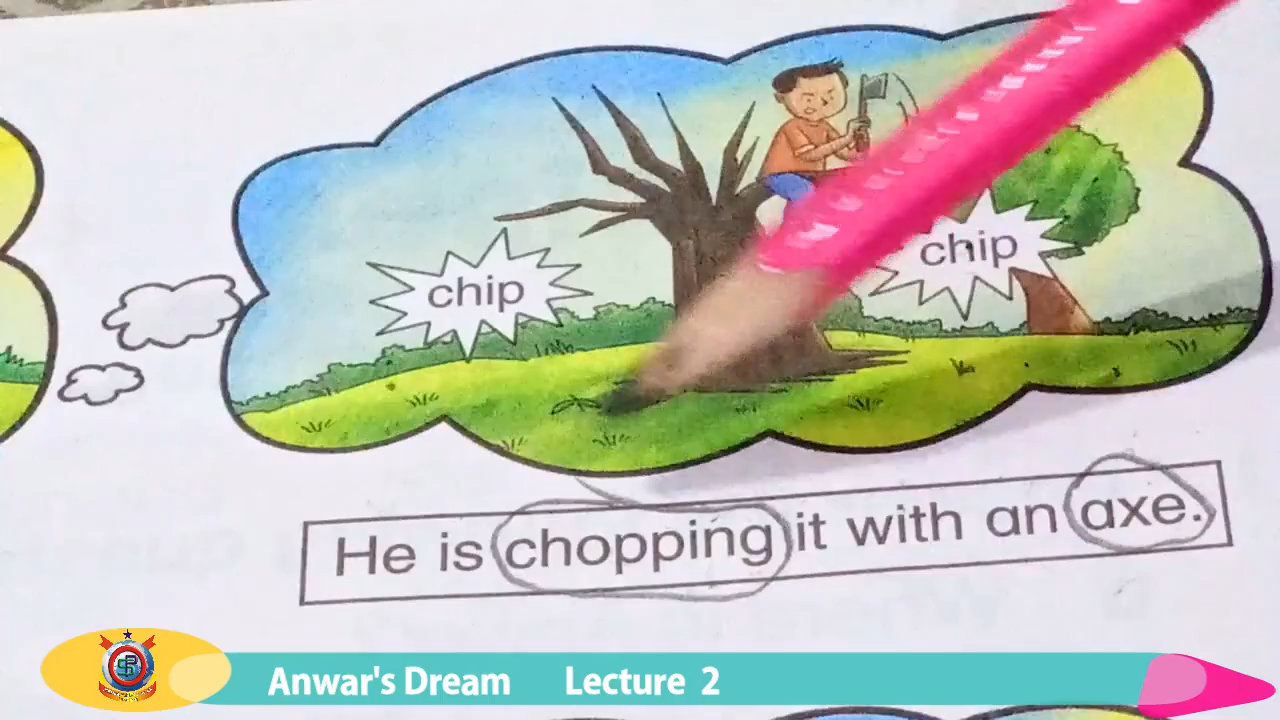 chip
chip
He is chopping it with an axe.
Anwar's Dream Lecture 2